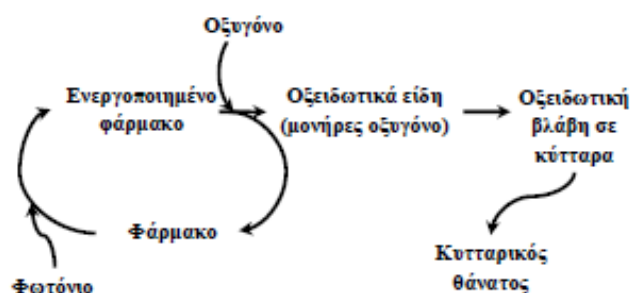 Οξυγόνο
Ενεργοποιημένο
φάρμακο
Οξειδωτικά είδη
(μονήρες οξυγόνο)
Οξειδωτική
βλάβη σε
κύτταρα
Φάρμακο
Φωτόνιο
Κυτταρικός
θάνατος